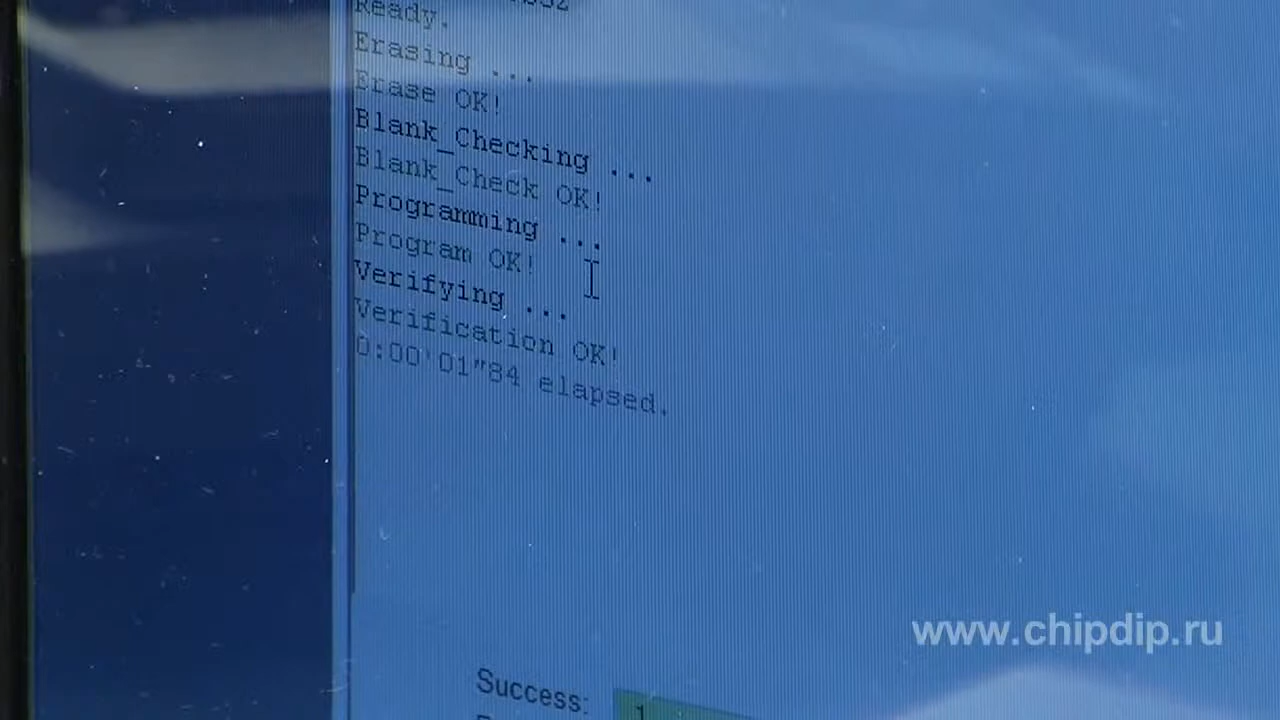 Ready.
Erasing ...
Erase OK!
Blank_Checking ...
Blank_Check OK!
Programming ...
Program OK!
Verifying ...
Verification OK!
0:00'01"84 elapsed.
www.chipdip.ru
Success: 1